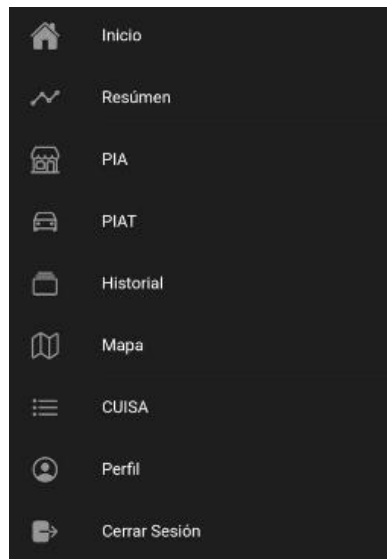 Inicio
Resúmen
PIA
PIAT
Historial
Mapa
CUISA
Perfil
Cerrar Sesión